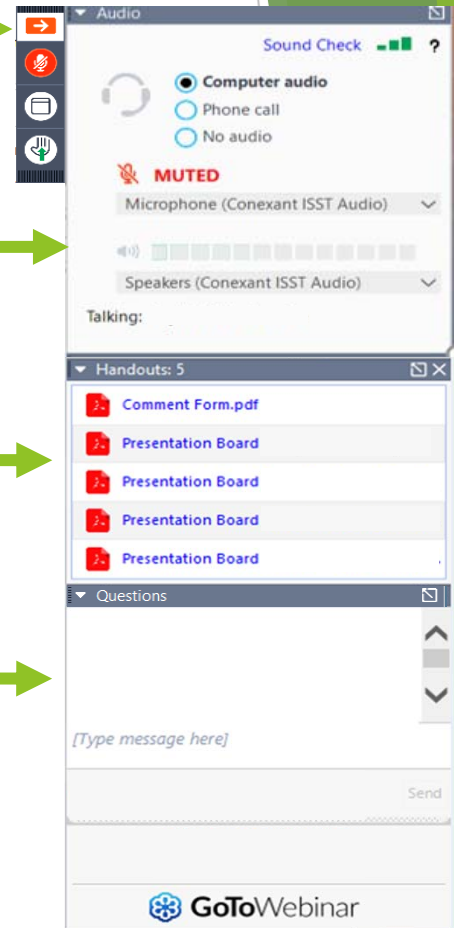 Audio
Sound Check
?
Computer audio
Phone call
No audio
MUTED
Microphone (Conexant ISST Audio)
Speakers (Conexant ISST Audio)
Talking:
Handouts: 5
Comment Form.pdf
Presentation Board
Presentation Board
Presentation Board
Presentation Board
Questions
[Type message here]
Send
GoToWebinar